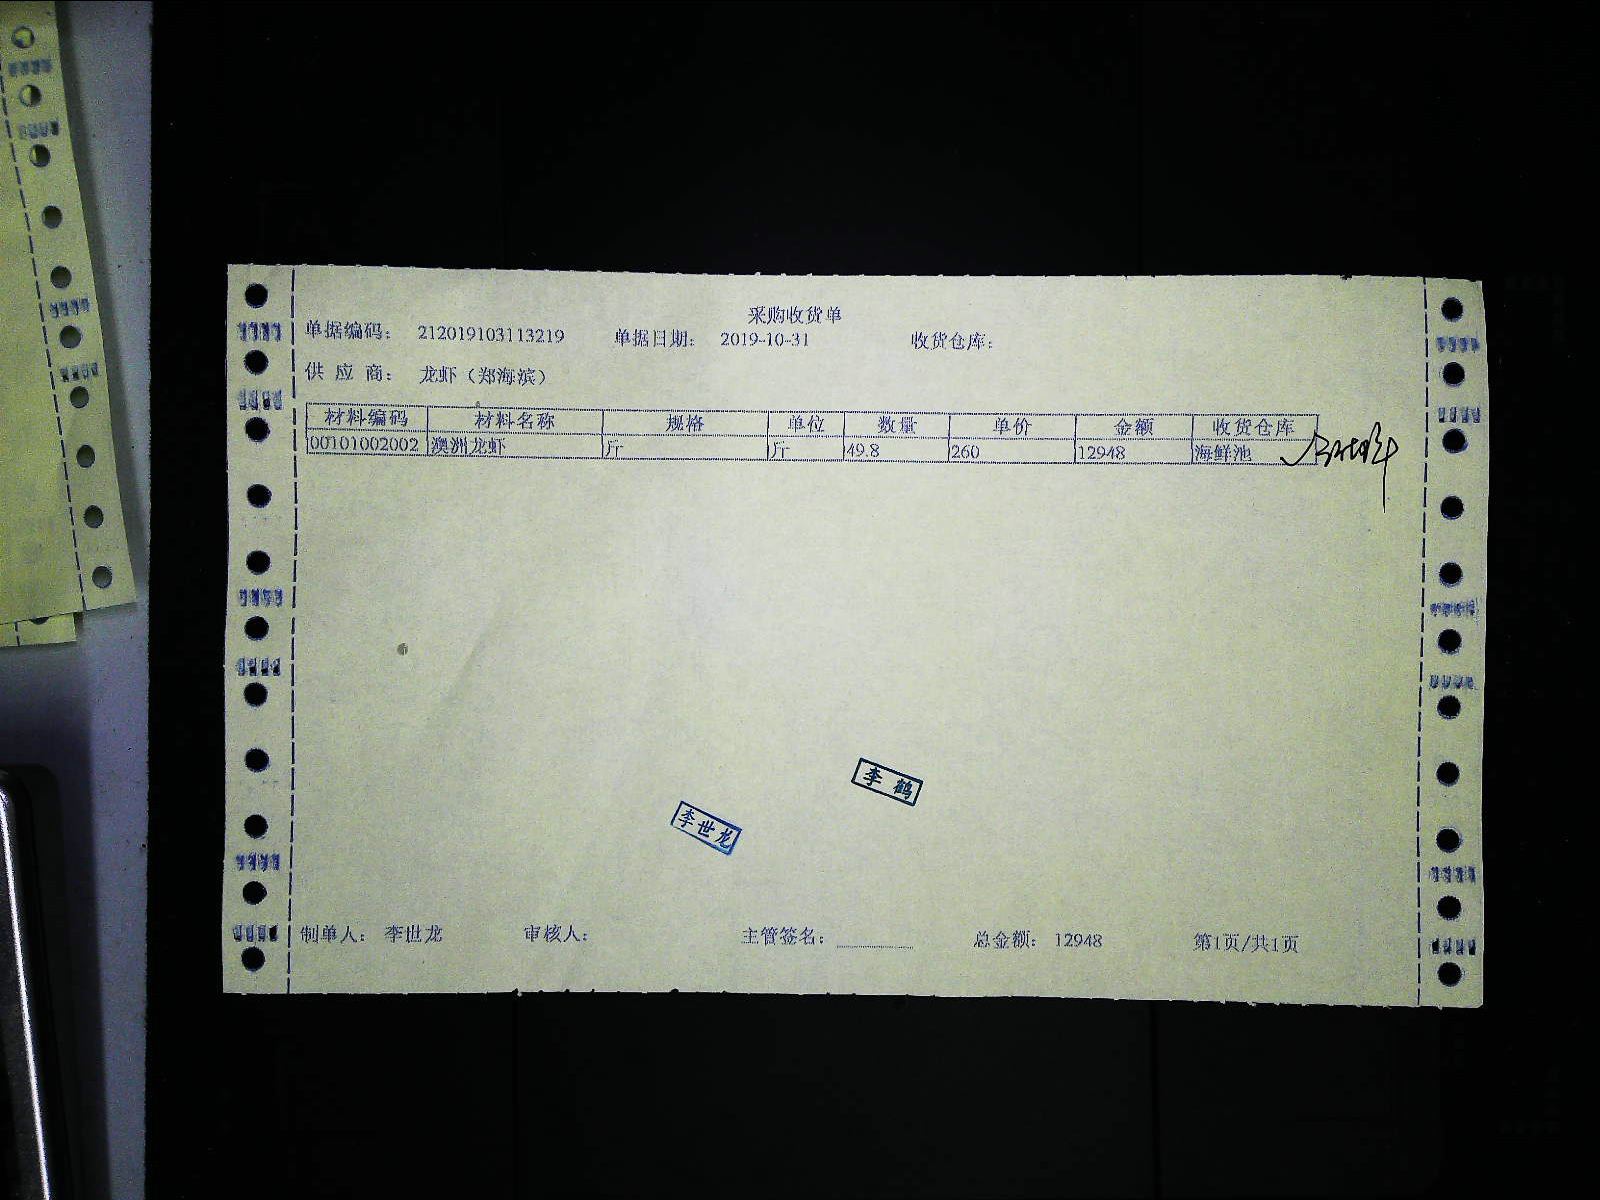 采购收货单
单据编码： 212019103113219 单据日期： 2019-10-31 收货仓库：
供 应 商： 龙虾（郑海滨）
材料编码 材料名称 规格 单位 数量 单价 金额 收货仓库
00101002002 澳洲龙虾 斤 斤 49.8 260 12948 海鲜池
李 鹤
李世龙
制单人： 李世龙 审核人： 主管签名： 总金额： 12948 第1页/共1页